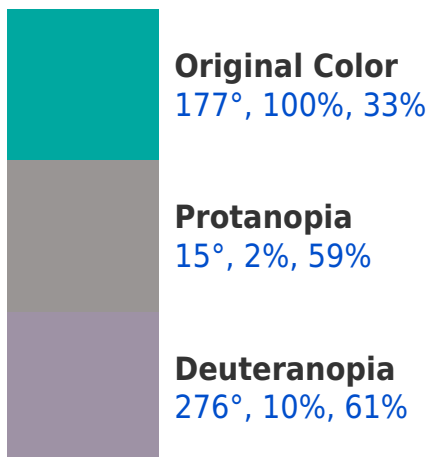 Original Color
177°, 100%, 33%
Protanopia
15°, 2%, 59%
Deuteranopia
276°, 10%, 61%